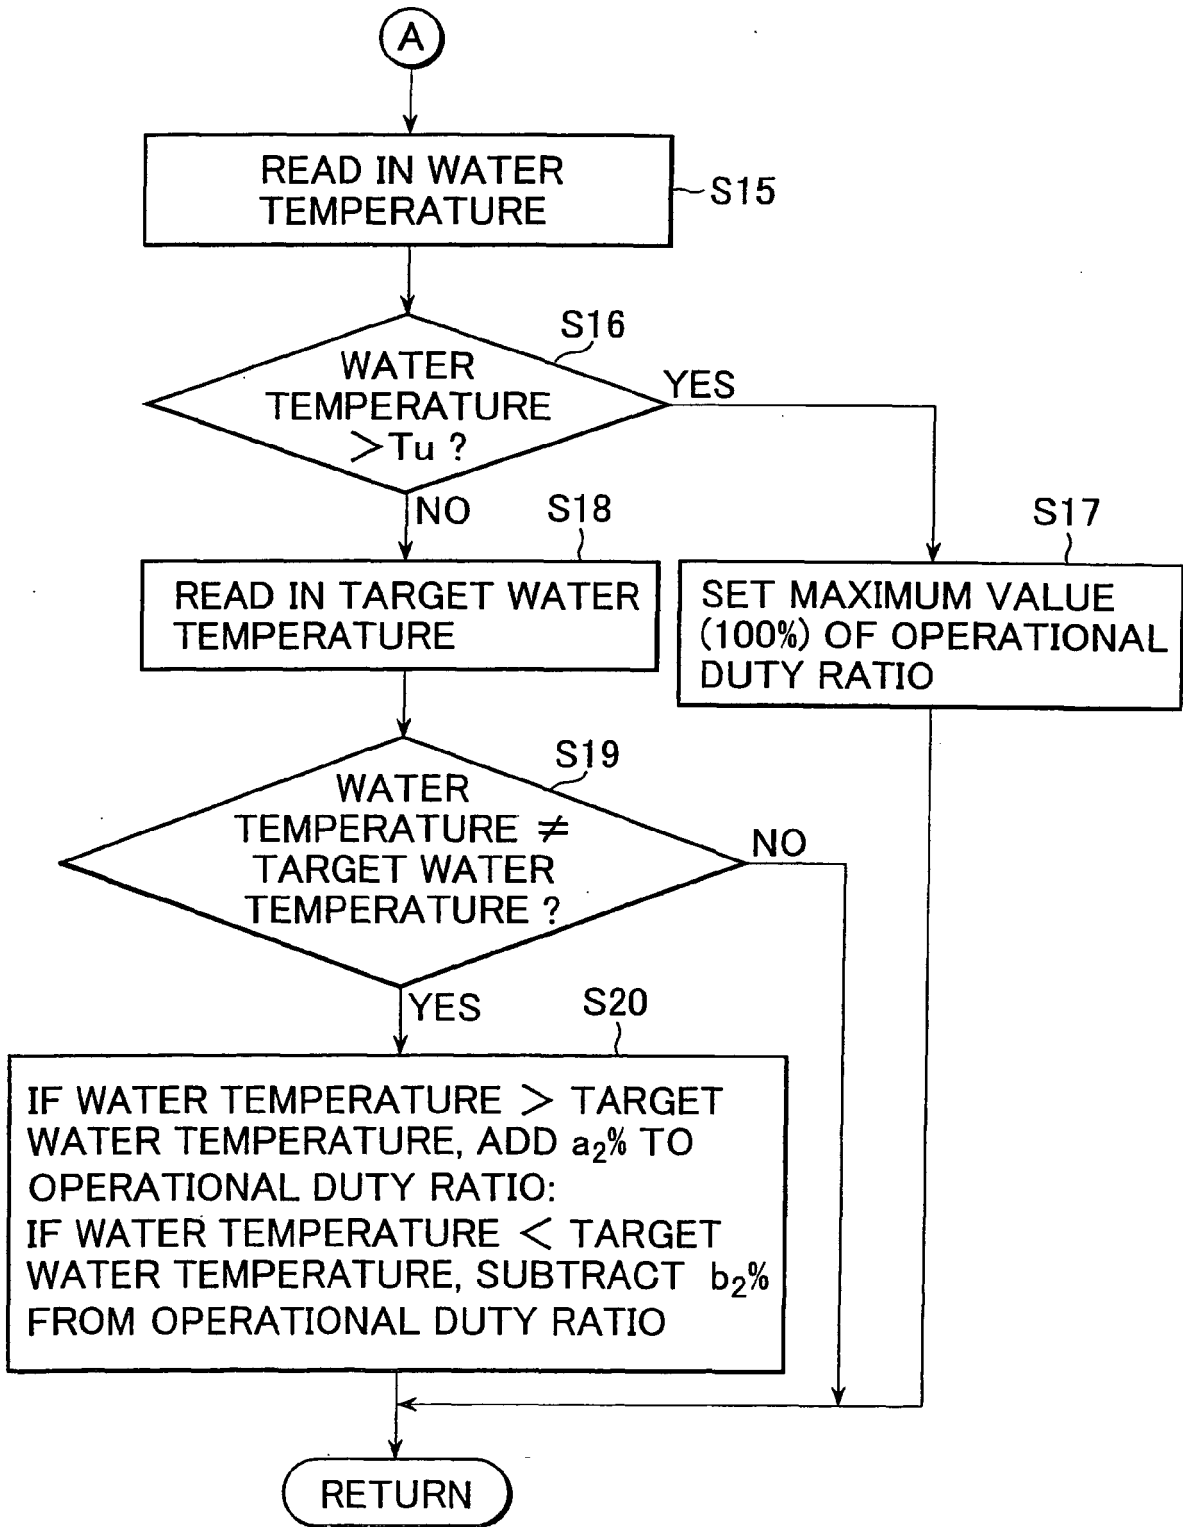 A
READ IN WATER
TEMPERATURE
S15
S16
WATER
TEMPERATURE
>Tu ?
YES
NO
S18
READ IN TARGET WATER
TEMPERATURE
S17
SET MAXIMUM VALUE
(100%) OF OPERATIONAL
DUTY RATIO
S19
WATER
TEMPERATURE ≠
TARGET WATER
TEMPERATURE ?
NO
YES
S20
IF WATER TEMPERATURE > TARGET
WATER TEMPERATURE, ADD a₂% TO
OPERATIONAL DUTY RATIO:
IF WATER TEMPERATURE < TARGET
WATER TEMPERATURE, SUBTRACT b₂%
FROM OPERATIONAL DUTY RATIO
RETURN